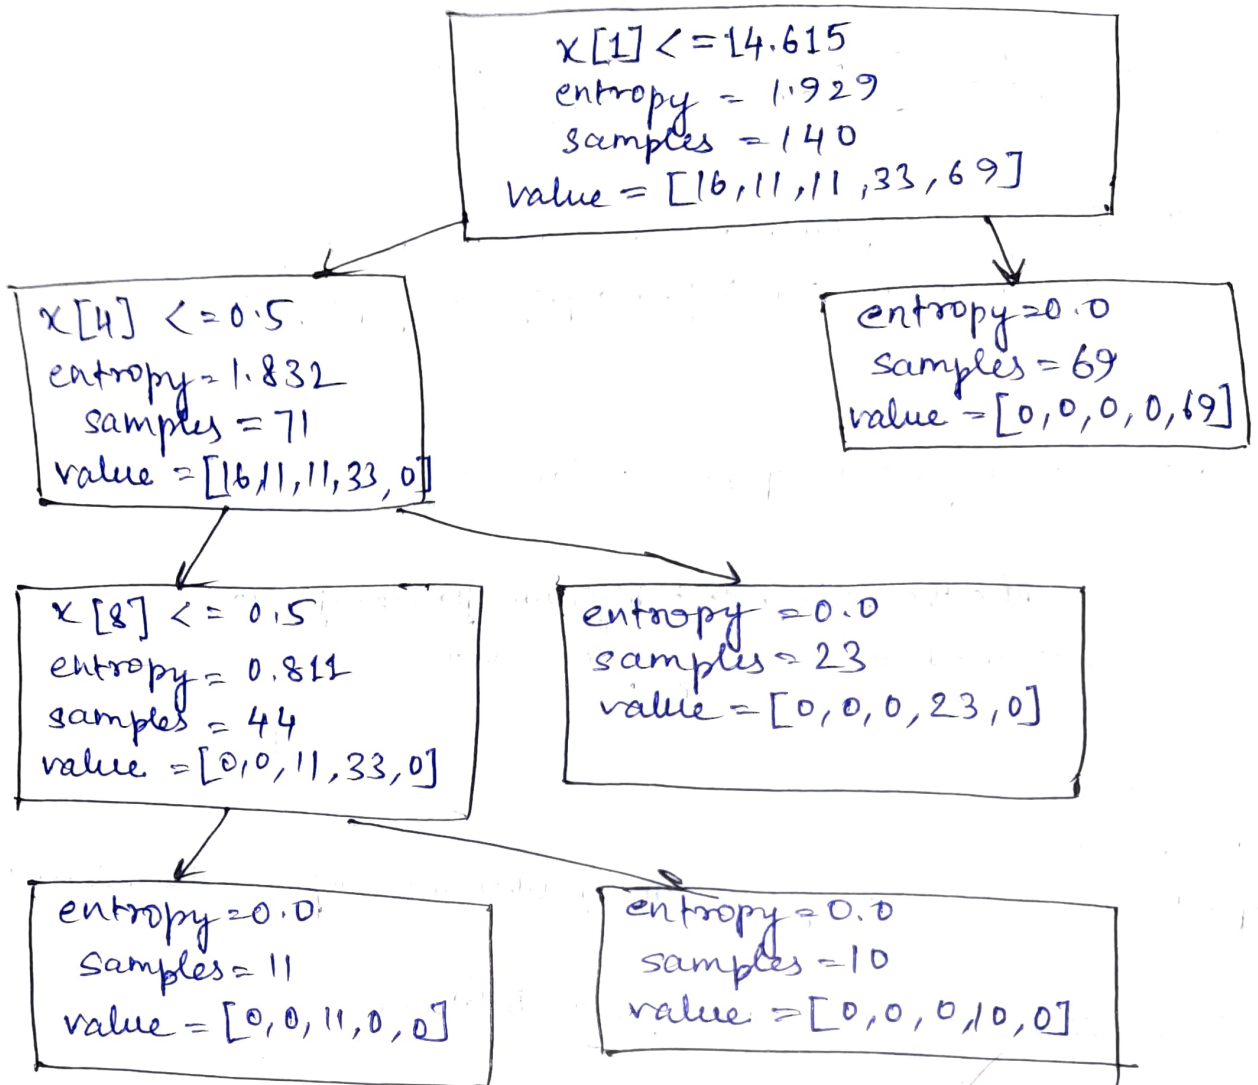 x[1] <= 14.615
entropy = 1.929
samples = 140
value = [16,11,11,33,69]
x[4] <= 0.5
entropy = 1.832
samples = 71
value = [16,11,11,33,0]
entropy = 0.0
samples = 69
value = [0,0,0,0,69]
x[8] <= 0.5
entropy = 0.811
samples = 44
value = [0,0,11,33,0]
entropy = 0.0
samples = 23
value = [0,0,0,23,0]
entropy = 0.0
samples = 11
value = [0,0,11,0,0]
entropy = 0.0
samples = 10
value = [0,0,0,10,0]